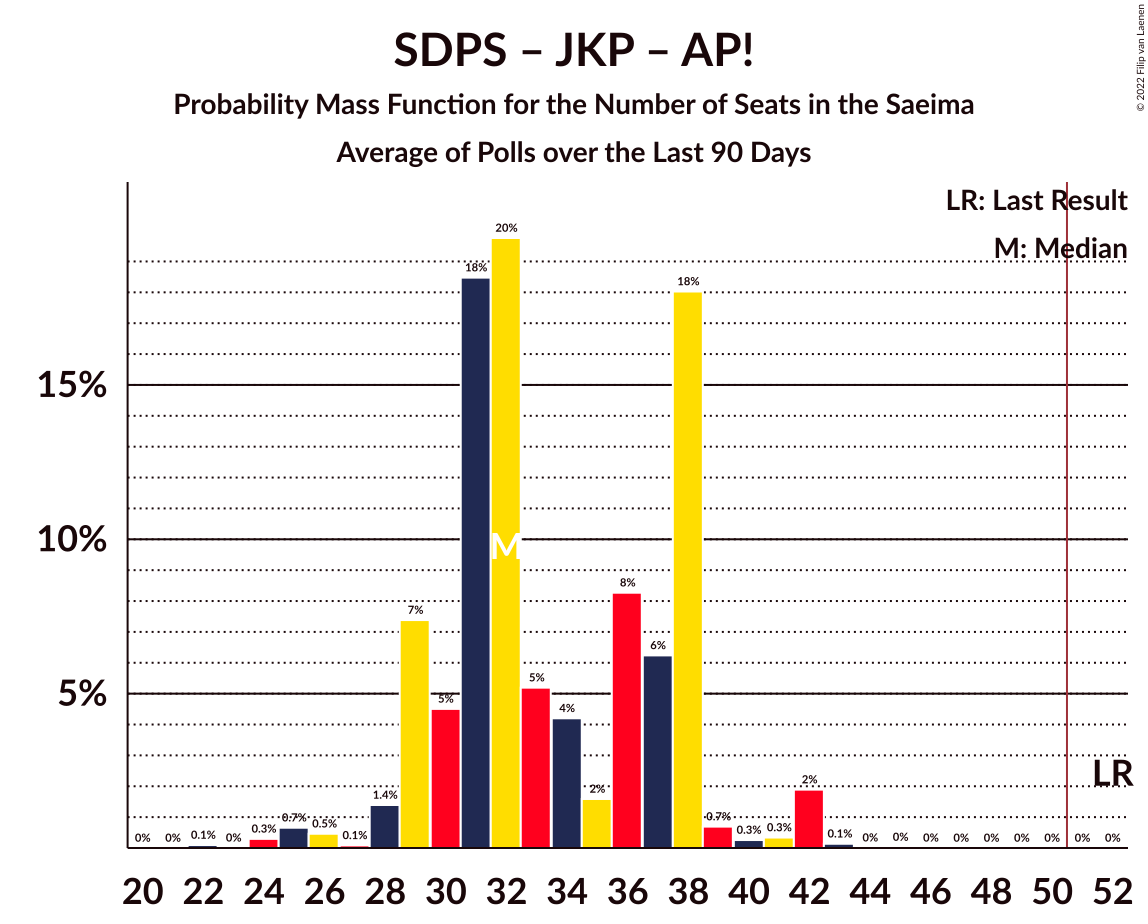 SDPS – JKP – AP!
Probability Mass Function for the Number of Seats in the Saeima
Average of Polls over the Last 90 Days
© 2022 Filip van Laenen
LR: Last Result
M: Median
20%
18%
18%
15%
10%
M
8%
7%
6%
5%
5%
5%
4%
LR
2%
2%
1.4%
0% 0% 0.1% 0% 0.3% 0.7% 0.5% 0.1% 0.7% 0.3% 0.3% 0.1% 0% 0% 0% 0% 0% 0% 0% 0% 0%
20 22 24 26 28 30 32 34 36 38 40 42 44 46 48 50 52